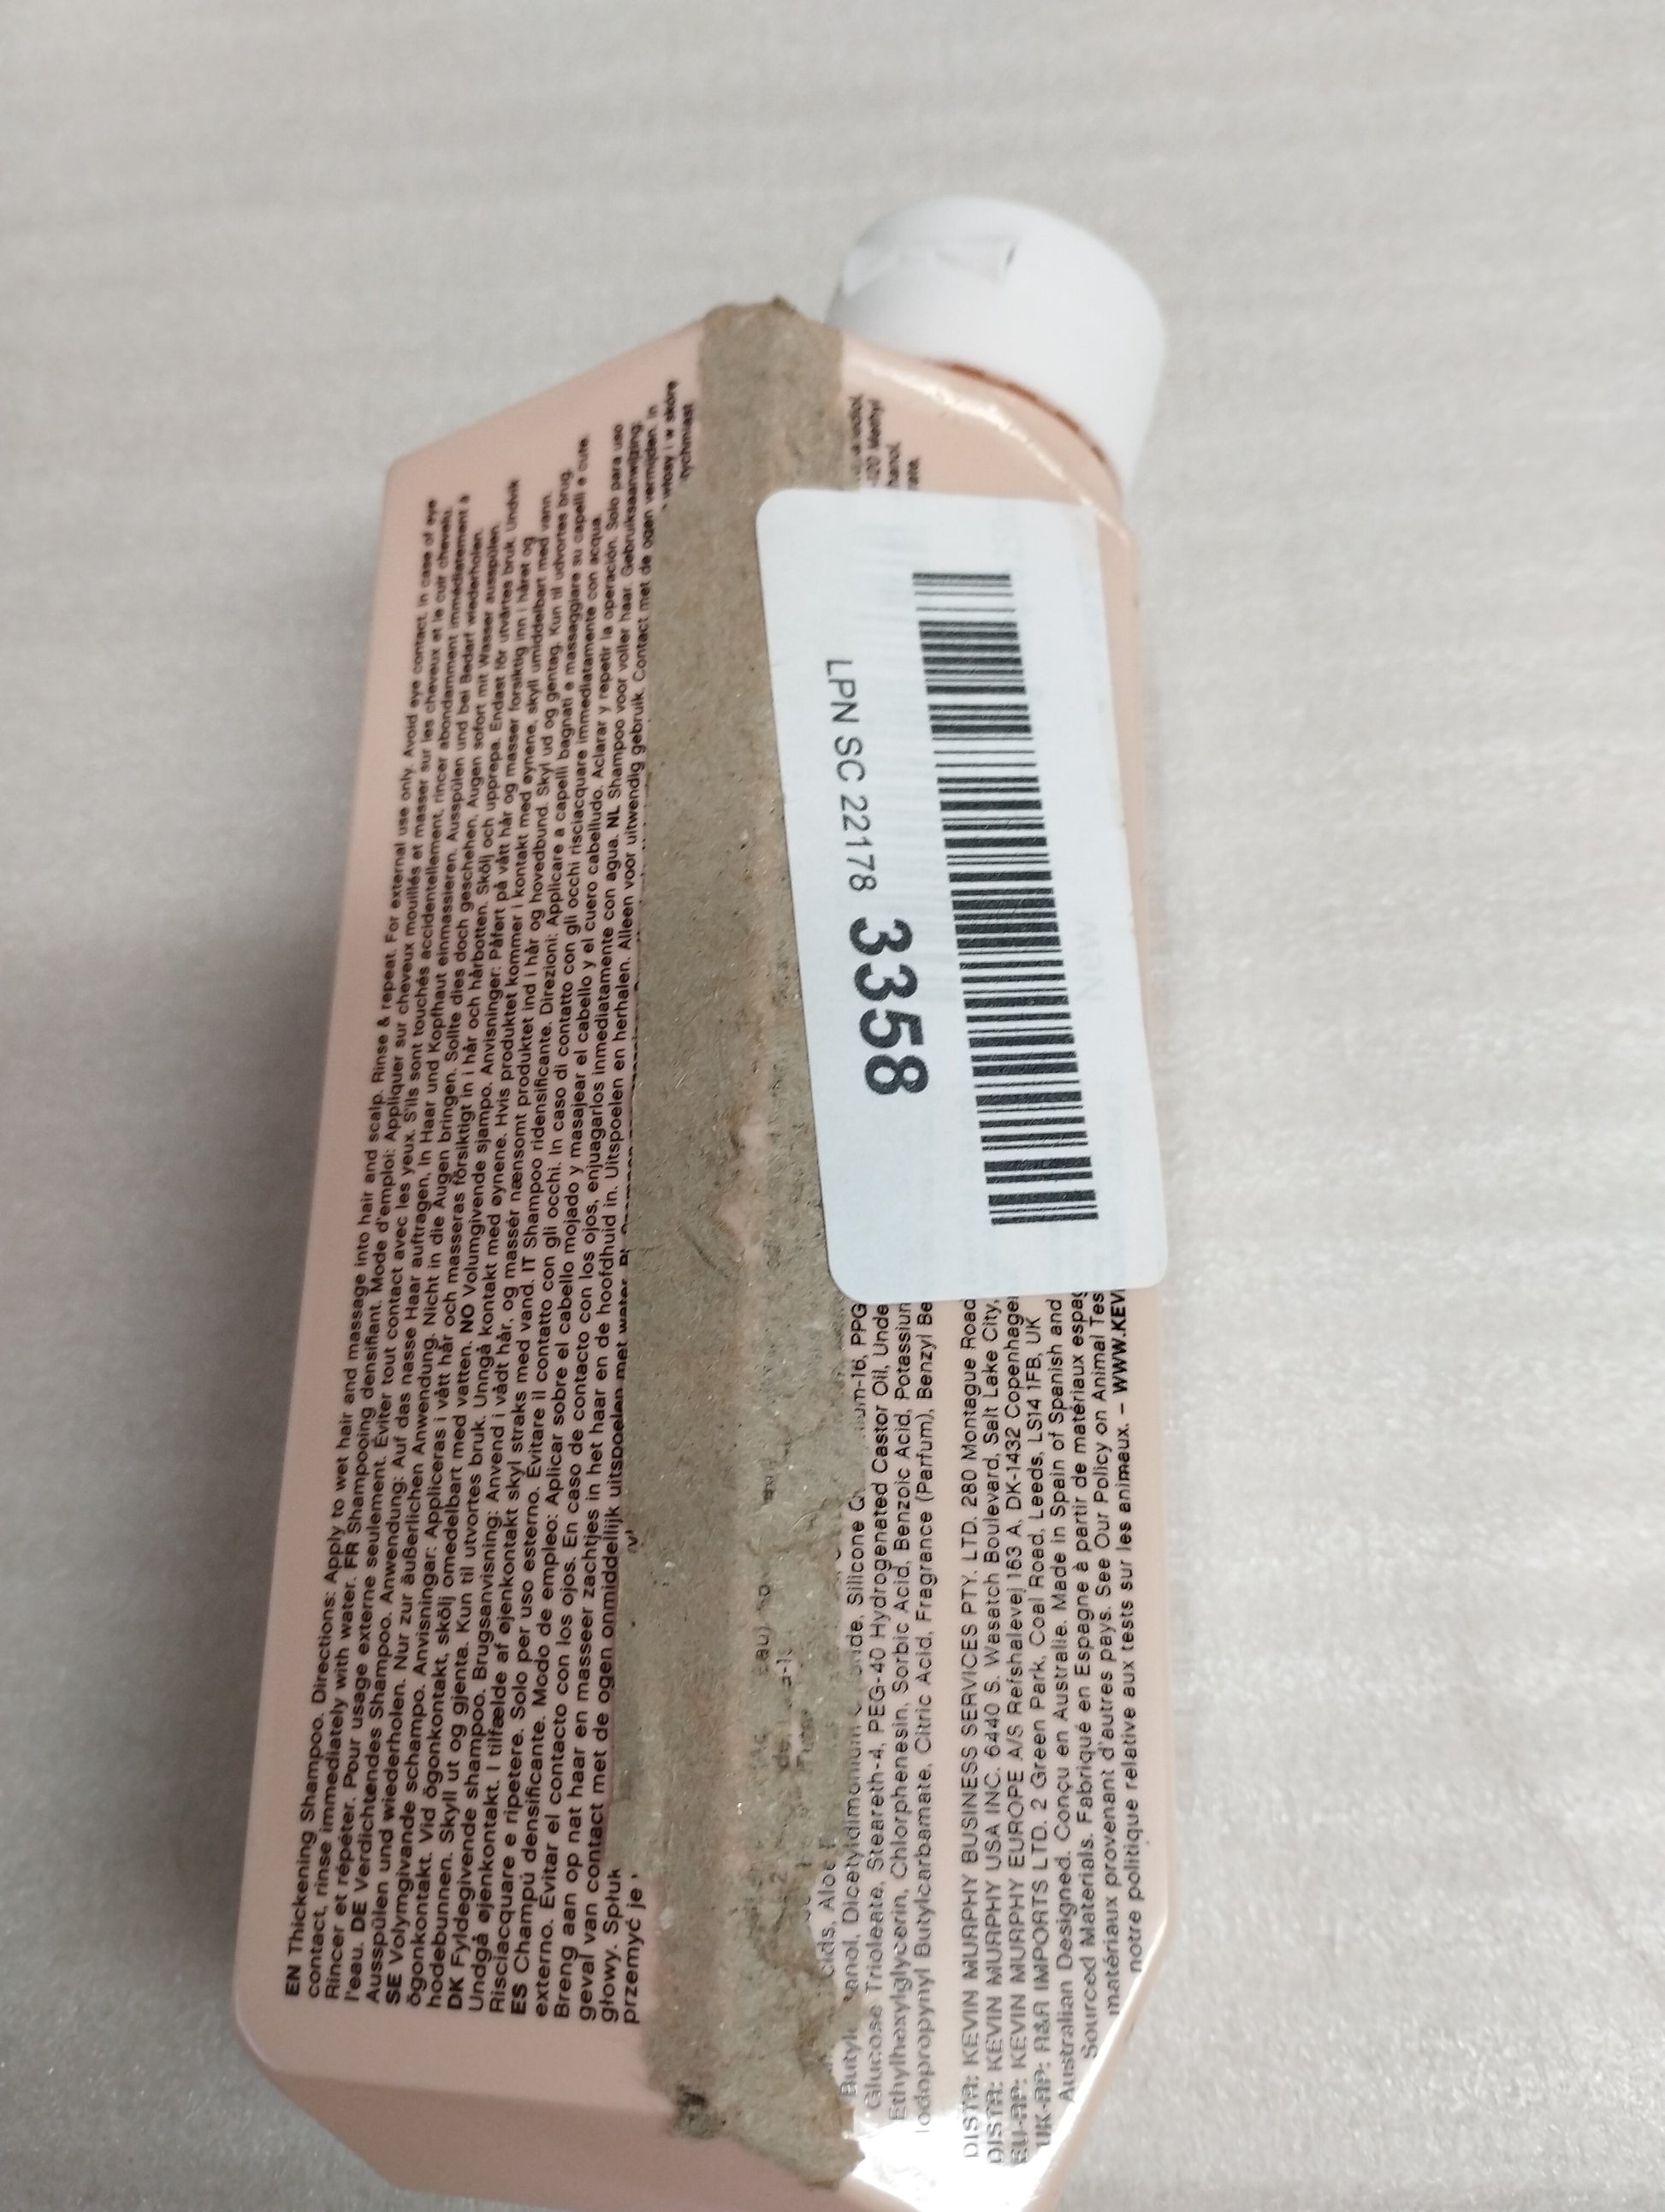 EN Thickening Shampoo. Directions: Apply to wet hair and massage into hair and scalp. Rinse & repeat. For external use only. Avoid eye contact. In case of eye
contact, rinse immediately with water. FR Shampooing densifiant. Mode d'emploi: Appliquer sur cheveux mouillés et masser sur les cheveux et le cuir chevelu.
Rincer et répéter. Pour usage externe seulement. Éviter tout contact avec les yeux. S'ils sont touchés accidentellement, rincer abondamment immédiatement à
l'eau. DE Verdichtendes Shampoo. Anwendung: Auf das nasse Haar auftragen. In Haar und Kopfhaut einmassieren. Ausspülen und bei Bedarf wiederholen.
Ausspülen und wiederholen. Nur zur äußerlichen Anwendung. Nicht in die Augen bringen. Sollte dies doch geschehen, Augen sofort mit Wasser ausspülen.
SE Volymgivande schampo. Anvisningar: Appliceras i vått hår och masseras försiktigt in i hår och hårbotten. Skölj och upprepa. Endast för utvärtes bruk. Undvik
ögonkontakt. Vid ögonkontakt, skölj omedelbart med vatten. NO Volumgivende sjampo. Anvisninger: Påført på vått hår og masser forsiktig inn i håret og
hodebunnen. Skyll ut og gjenta. Kun til utvortes bruk. Unngå kontakt med øynene. Hvis produktet kommer i kontakt med øynene, skyll umiddelbart med vann.
DK Fyldegivende shampoo. Brugsanvisning: Anvend i vådt hår, og massér nænsomt produktet ind i hår og hovedbund. Skyl ud og gentag. Kun til udvortes brug.
Undgå øjenkontakt. I tilfælde af øjenkontakt skyl straks med vand. IT Shampoo ridensificante. Direzioni: Applicare a capelli bagnati e massaggiare su capelli e cute.
Risciacquare e ripetere. Solo per uso esterno. Evitare il contatto con gli occhi. In caso di contatto con gli occhi risciacquare immediatamente con acqua.
ES Champú densificante. Modo de empleo: Aplicar sobre el cabello mojado y masajear el cabello y el cuero cabelludo. Aclarar y repetir la operación. Solo para uso
externo. Evitar el contacto con los ojos. En caso de contacto con los ojos, enjuagarlos inmediatamente con agua. NL Shampoo voor voller haar. Gebruiksaanwijzing:
Breng aan op nat haar en masseer zachtjes in het haar en de hoofdhuid in. Uitspoelen en herhalen. Alleen voor uitwendig gebruik. Contact met de ogen vermijden. In
geval van contact met de ogen onmiddellijk uitspoelen met water. włosy i w skórę
głowy. Spłuk
przemyć je
LPN SC 22178 3358
cids, Aloe
Butyl Dicetyldimonium Silicone PPG
Glucose Trioleate, Steareth-4, PEG-40 Hydrogenated Castor Oil, Unde
-120 Methyl
Ethylhexylglycerin, Chlorphenesin, Sorbic Acid, Benzoic Acid, Potassium
Iodopropynyl Butylcarbamate, Citric Acid, Fragrance (Parfum), Benzyl Be
DISTR: KEVIN MURPHY BUSINESS SERVICES PTY. LTD. 280 Montague Road
DISTR: KEVIN MURPHY USA INC. 6440 S. Wasatch Boulevard, Salt Lake City,
EU-RP: KEVIN MURPHY EUROPE A/S Refshalevej 163 A, DK-1432 Copenhage
UK-RP: R&R IMPORTS LTD. 2 Green Park, Coal Road, Leeds, LS14 1FB, UK
Australian Designed. Conçu en Australie. Made in Spain of Spanish and
Sourced Materials. Fabriqué en Espagne à partir de matériaux espag
matériaux provenant d'autres pays. See Our Policy on Animal Tes
notre politique relative aux tests sur les animaux. – WWW.KEVI